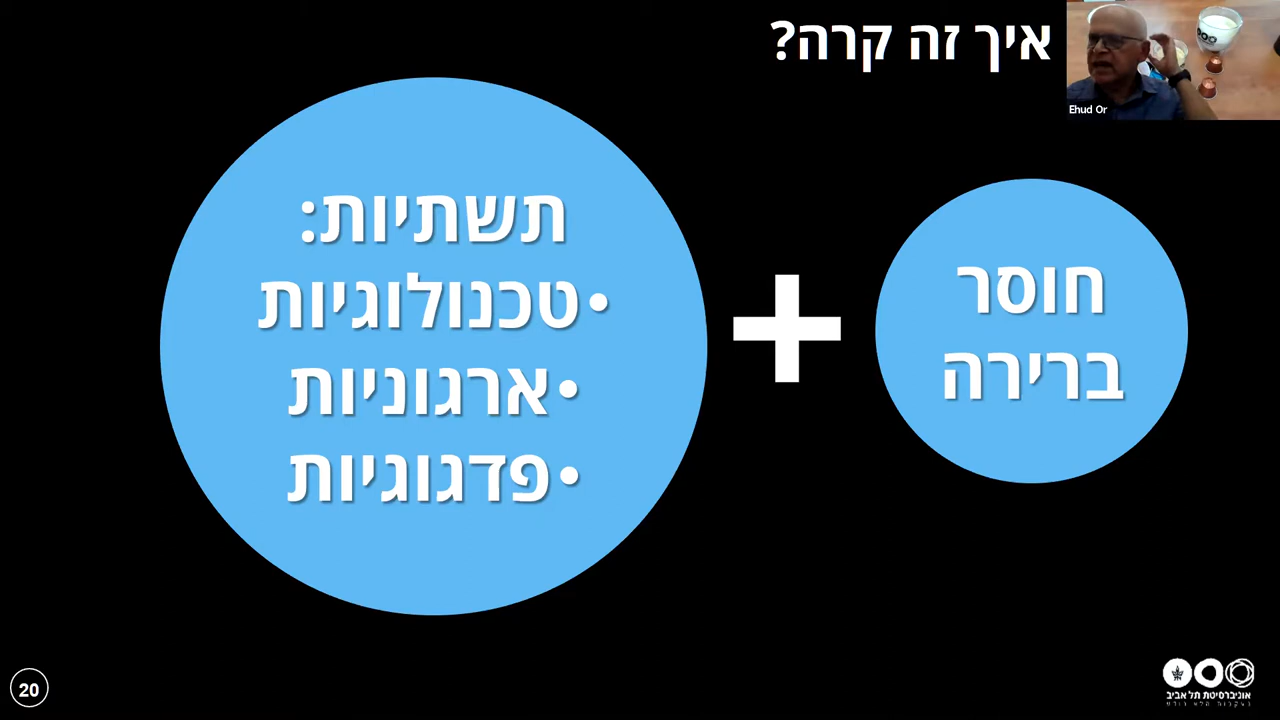 איך זה קרה?
Ehud Or
חוסר
ברירה
+
תשתיות:
•טכנולוגיות
•ארגוניות
•פדגוגיות
20
אוניברסיטת תל אביב